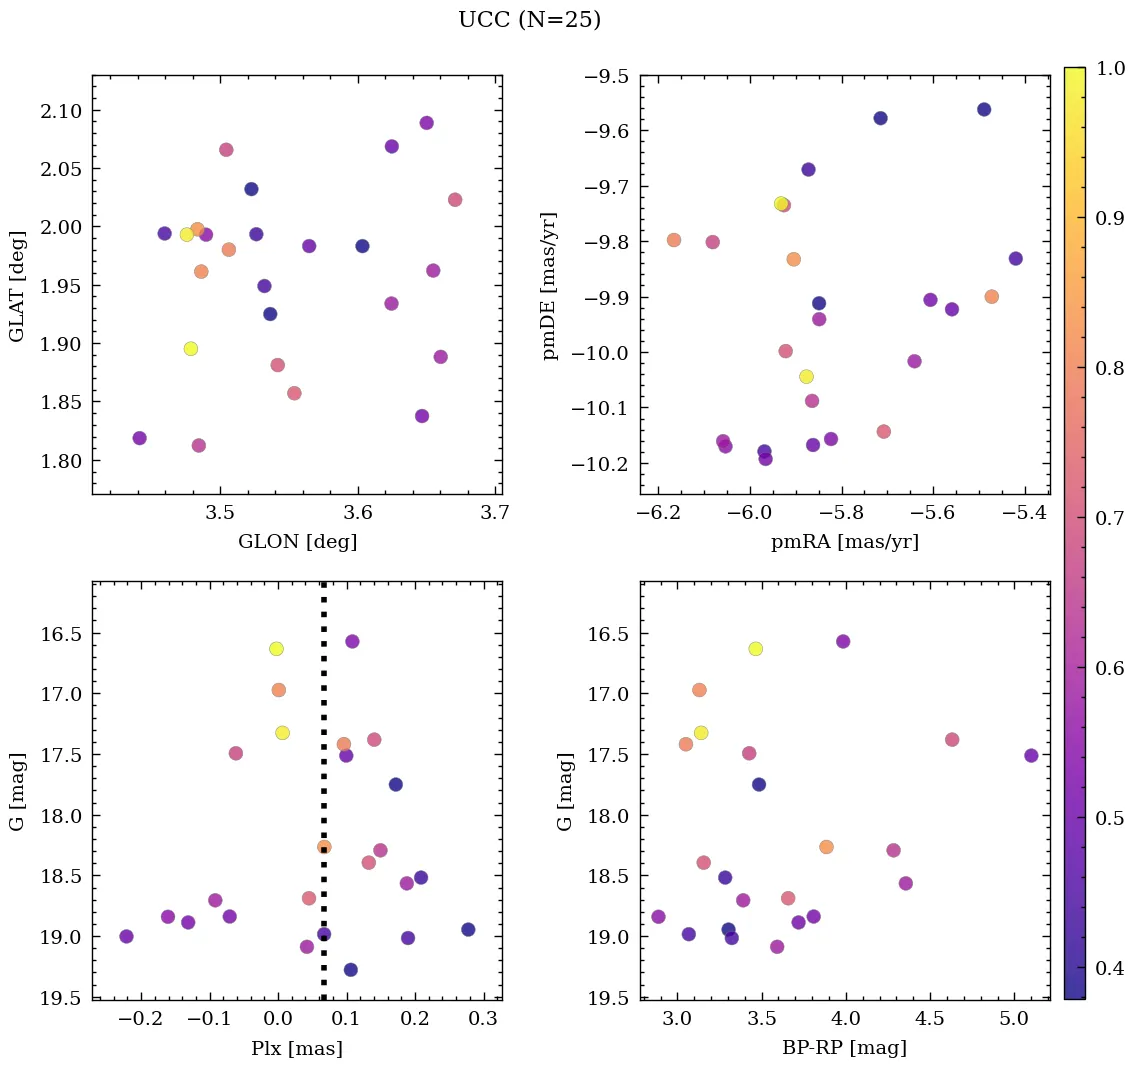 UCC (N=25)
2.10
2.05
2.00
1.95
1.90
1.85
1.80
GLAT [deg]
3.5 3.6 3.7
GLON [deg]
−9.5
−9.6
−9.7
−9.8
−9.9
−10.0
−10.1
−10.2
pmDE [mas/yr]
−6.2 −6.0 −5.8 −5.6 −5.4
pmRA [mas/yr]
16.5
17.0
17.5
18.0
18.5
19.0
19.5
G [mag]
−0.2 −0.1 0.0 0.1 0.2 0.3
Plx [mas]
16.5
17.0
17.5
18.0
18.5
19.0
19.5
G [mag]
3.0 3.5 4.0 4.5 5.0
BP-RP [mag]
1.0
0.9
0.8
0.7
0.6
0.5
0.4